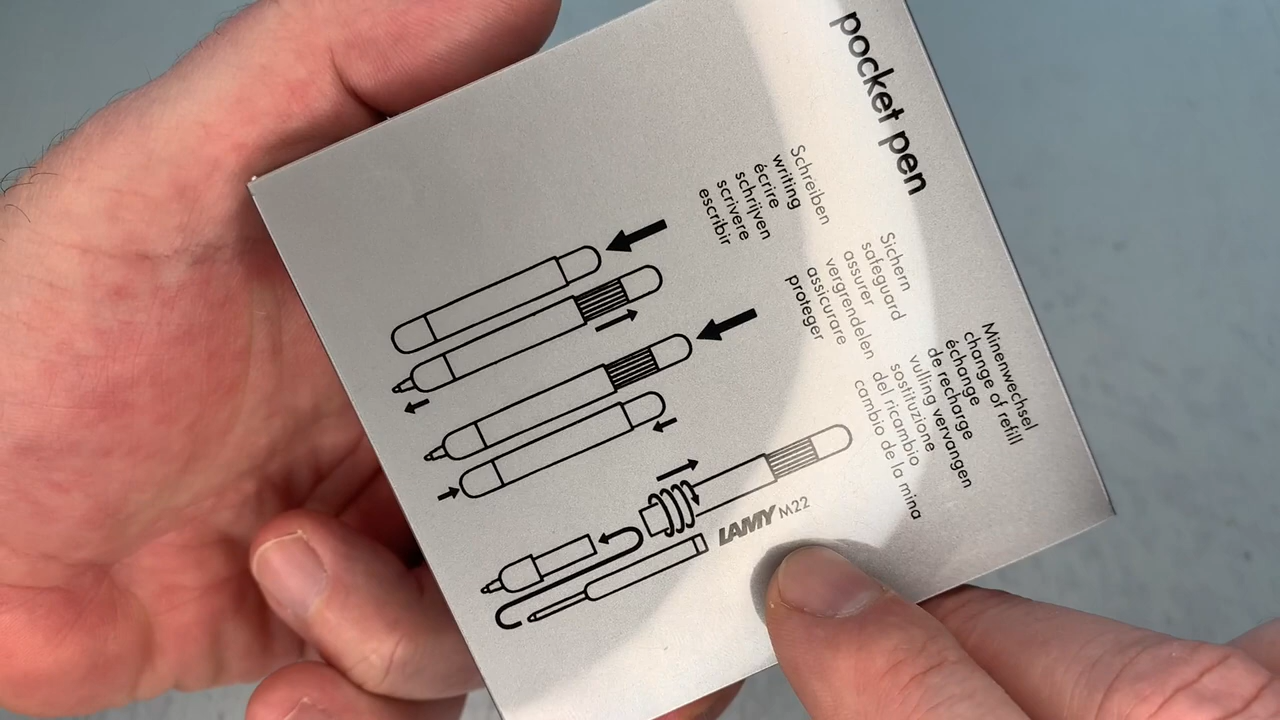 pocket pen
Schreiben
writing
écrire
schrijven
scrivere
escribir
Sichern
safeguard
assurer
vergrendelen
assicurare
proteger
Minenwechsel
change of refill
échange
de recharge
vulling vervangen
sostituzione
del ricambio
cambio de la mina
LAMY M22